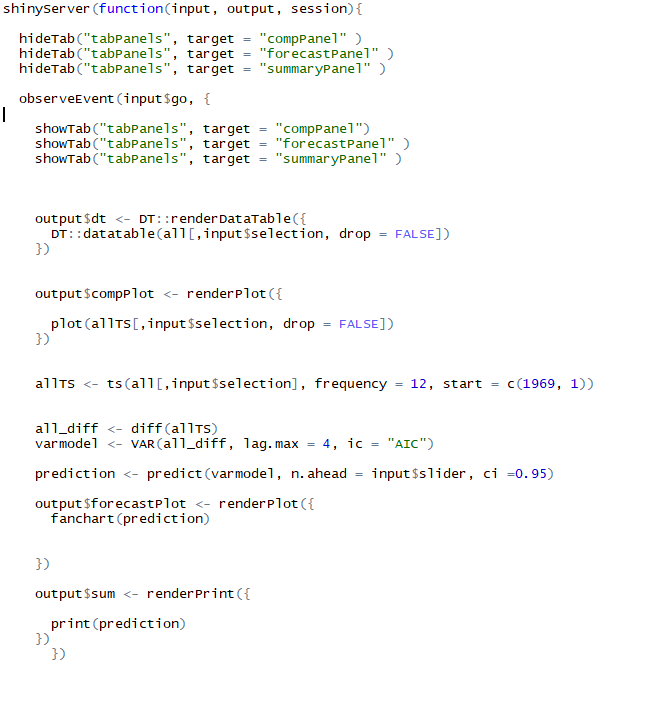 shinyServer(function(input, output, session){
hideTab("tabPanels", target = "compPanel" )
hideTab("tabPanels", target = "forecastPanel" )
hideTab("tabPanels", target = "summaryPanel" )
observeEvent(input$go, {
showTab("tabPanels", target = "compPanel")
showTab("tabPanels", target = "forecastPanel" )
showTab("tabPanels", target = "summaryPanel" )
output$dt <- DT::renderDataTable({
DT::datatable(all[,input$selection, drop = FALSE])
})
output$compPlot <- renderPlot({
plot(allTS[,input$selection, drop = FALSE])
})
allTS <- ts(all[,input$selection], frequency = 12, start = c(1969, 1))
all_diff <- diff(allTS)
varmodel <- VAR(all_diff, lag.max = 4, ic = "AIC")
prediction <- predict(varmodel, n.ahead = input$slider, ci =0.95)
output$forecastPlot <- renderPlot({
fanchart(prediction)
})
output$sum <- renderPrint({
print(prediction)
})
})